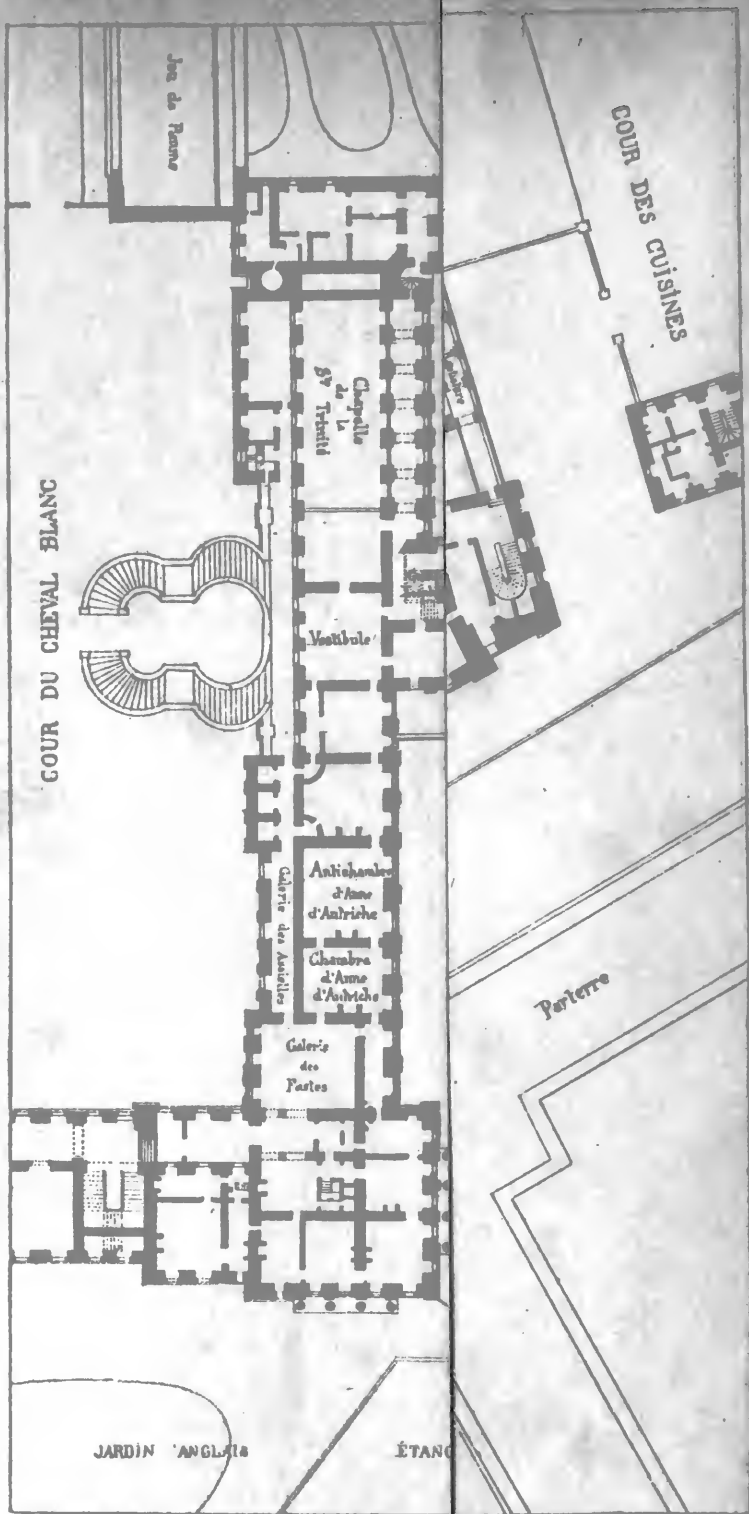 Jeu de Paume
COUR DES CUISINES
Chapelle
de
la
Ste Trinité
COUR DU CHEVAL BLANC
Vestibule
Antichambre
d'Anne
d'Autriche
Galerie des Assiettes
Chambre
d'Anne
d'Autriche
Parterre
Galerie
des
Fastes
JARDIN ANGLAIS
ÉTANG